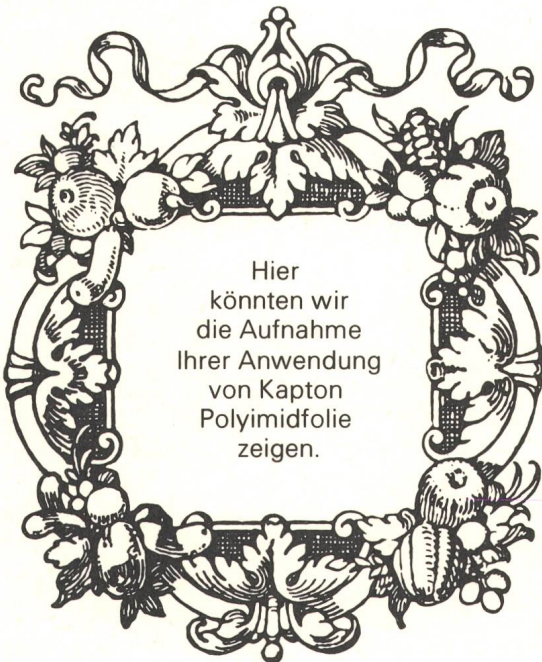 Hier
könnten wir
die Aufnahme
Ihrer Anwendung
von Kapton
Polyimidfolie
zeigen.